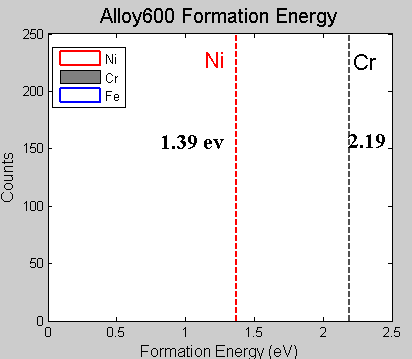 Alloy600 Formation Energy
250
200
150
100
50
0
Counts
Ni
Cr
Fe
Ni
Cr
1.39 ev
2.19
0
0.5
1
1.5
2
2.5
Formation Energy (eV)